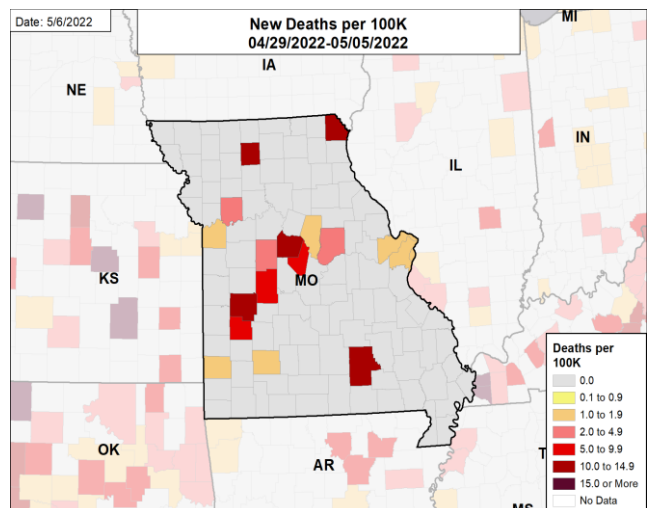 Date: 5/6/2022
New Deaths per 100K
04/29/2022-05/05/2022
MI
IA
NE
IL
IN
KS
MO
OK
AR
T
MS
Deaths per
100K
0.0
0.1 to 0.9
1.0 to 1.9
2.0 to 4.9
5.0 to 9.9
10.0 to 14.9
15.0 or More
No Data